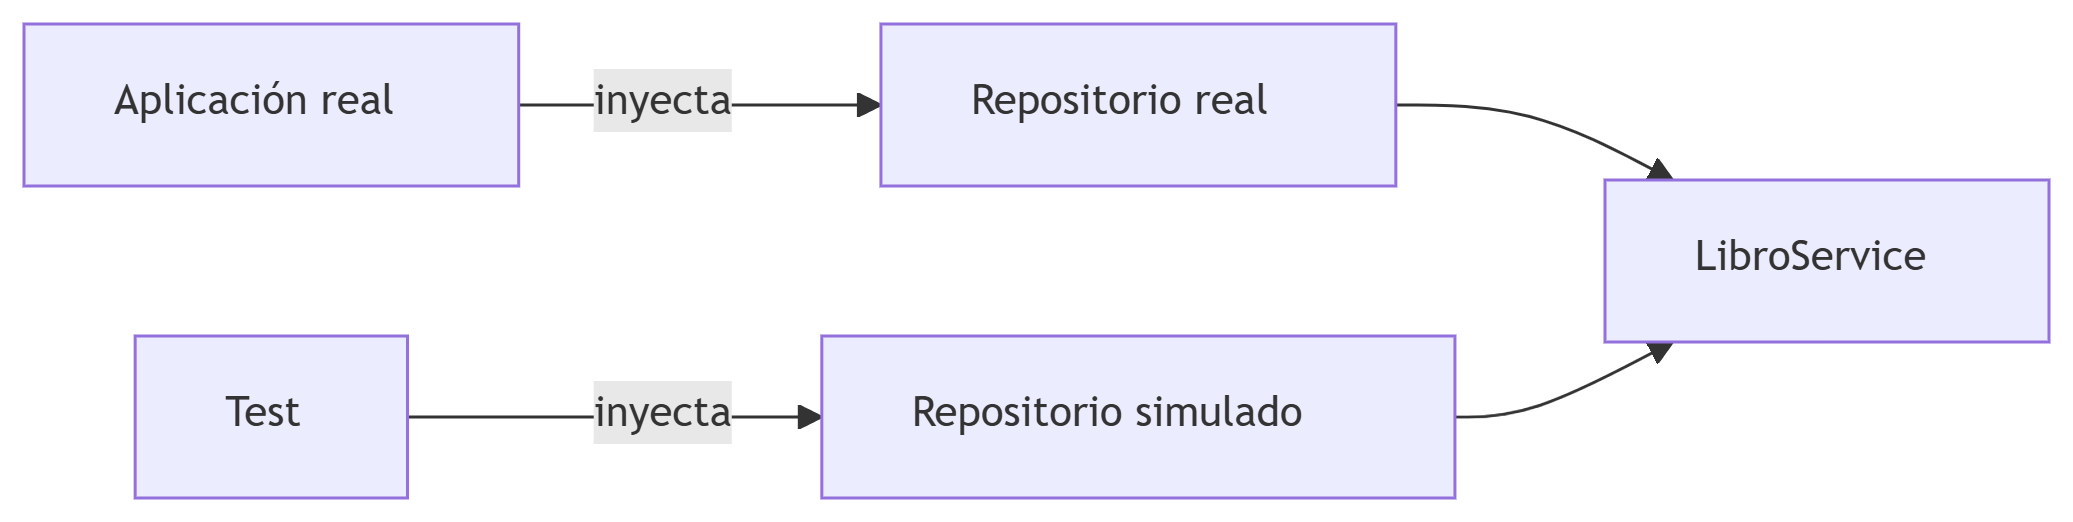 Aplicación real
inyecta
Repositorio real
LibroService
Test
inyecta
Repositorio simulado